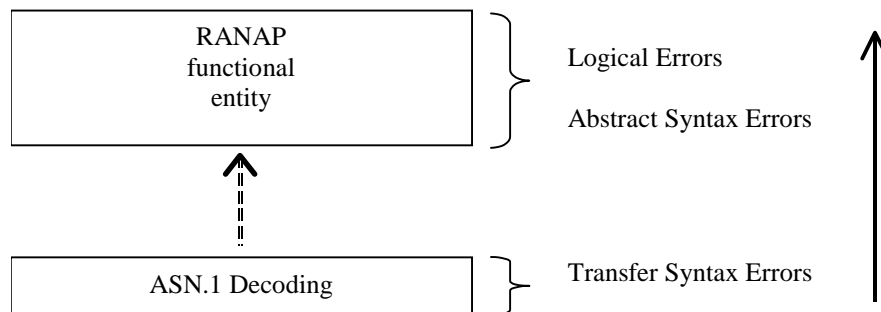 RANAP
functional
entity
Logical Errors
Abstract Syntax Errors
ASN.1 Decoding
Transfer Syntax Errors